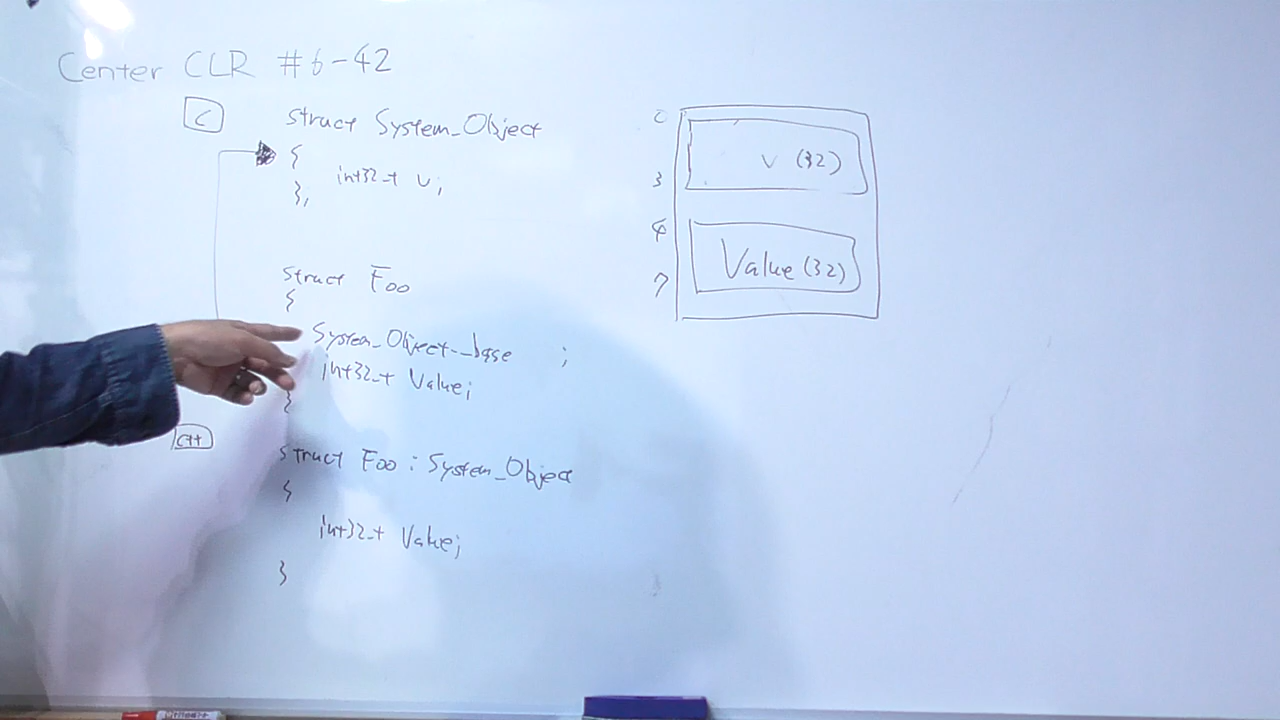 Center CLR #6-42
C
struct System_Object
{
int32_t v;
};
struct Foo
{
System_Object __base ;
int32_t Value;
}
C++
struct Foo : System_Object
{
int32_t Value;
}
0
v (32)
3
4
Value (32)
7